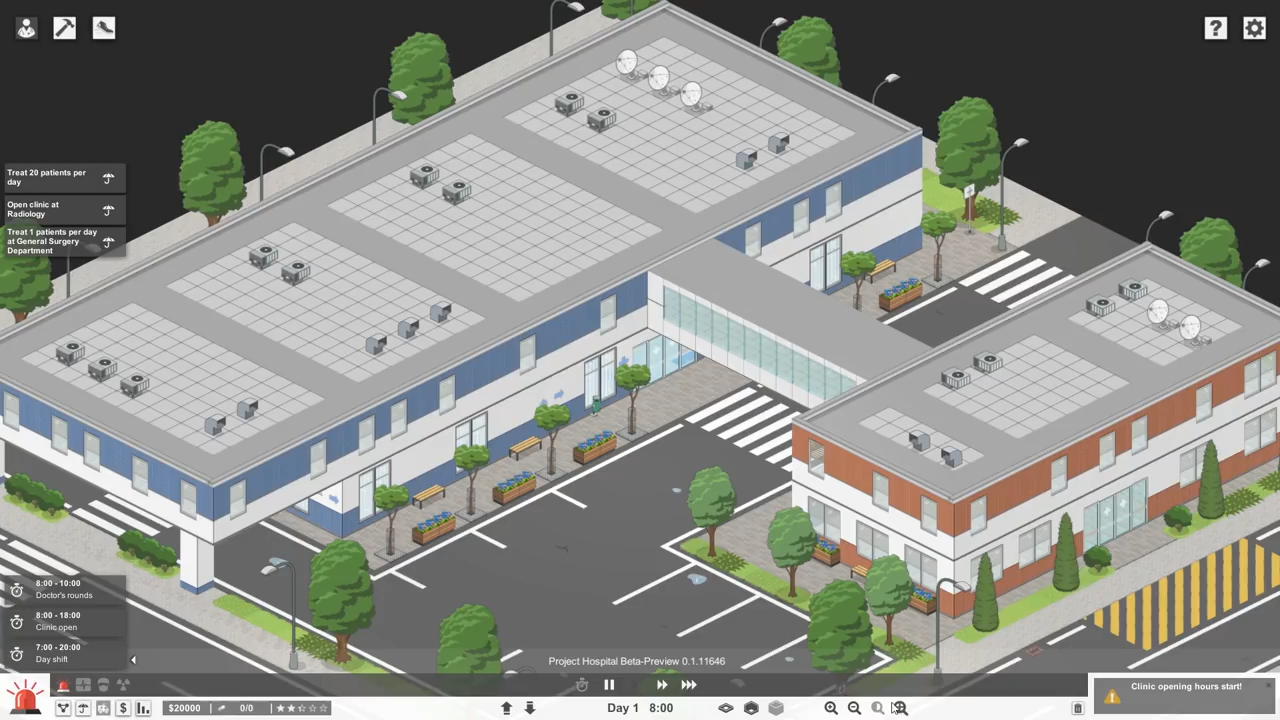 ?
Treat 20 patients per
day
Open clinic at
Radiology
Treat 1 patients per day
at General Surgery
Department
8:00 - 10:00
Doctor's rounds
8:00 - 18:00
Clinic open
7:00 - 20:00
Day shift
Project Hospital Beta-Preview 0.1.11646
$
$20000
0/0
Day 1 8:00
Clinic opening hours start!